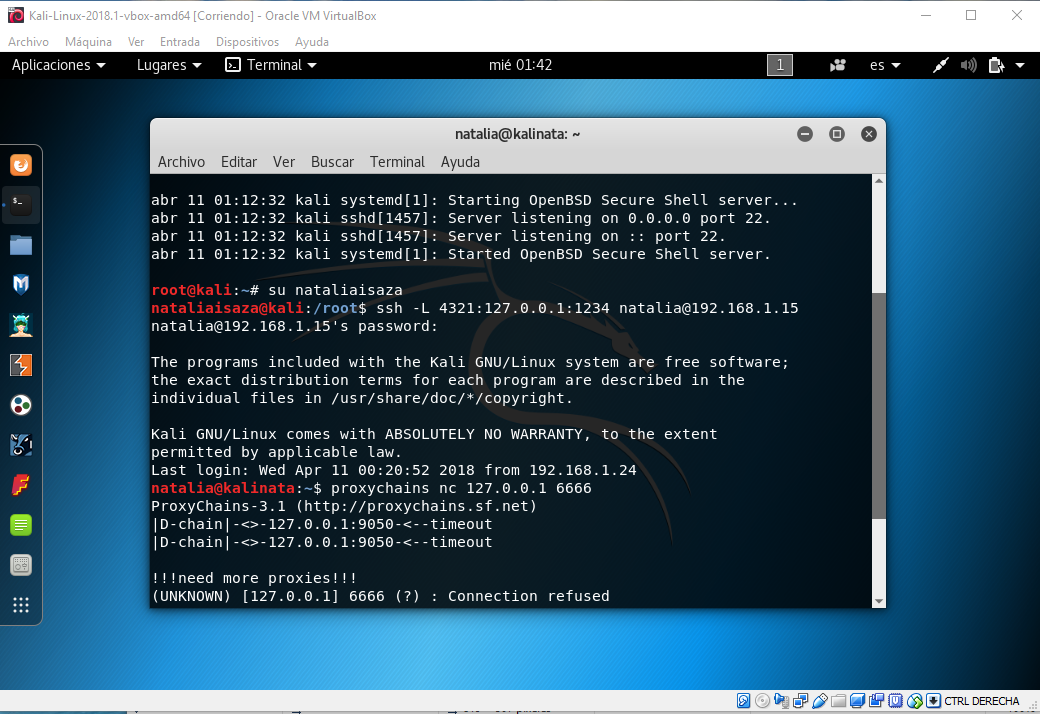 Kali-Linux-2018.1-vbox-amd64 [Corriendo] - Oracle VM VirtualBox
Archivo Máquina Ver Entrada Dispositivos Ayuda
Aplicaciones Lugares Terminal mié 01:42 1 es
natalia@kalinata: ~
Archivo Editar Ver Buscar Terminal Ayuda
abr 11 01:12:32 kali systemd[1]: Starting OpenBSD Secure Shell server...
abr 11 01:12:32 kali sshd[1457]: Server listening on 0.0.0.0 port 22.
abr 11 01:12:32 kali sshd[1457]: Server listening on :: port 22.
abr 11 01:12:32 kali systemd[1]: Started OpenBSD Secure Shell server.
root@kali:~# su nataliaisaza
nataliaisaza@kali:/root$ ssh -L 4321:127.0.0.1:1234 natalia@192.168.1.15
natalia@192.168.1.15's password:
The programs included with the Kali GNU/Linux system are free software;
the exact distribution terms for each program are described in the
individual files in /usr/share/doc/*/copyright.
Kali GNU/Linux comes with ABSOLUTELY NO WARRANTY, to the extent
permitted by applicable law.
Last login: Wed Apr 11 00:20:52 2018 from 192.168.1.24
natalia@kalinata:~$ proxychains nc 127.0.0.1 6666
ProxyChains-3.1 (http://proxychains.sf.net)
|D-chain|-<>-127.0.0.1:9050-<--timeout
|D-chain|-<>-127.0.0.1:9050-<--timeout
!!!need more proxies!!!
(UNKNOWN) [127.0.0.1] 6666 (?) : Connection refused
CTRL DERECHA